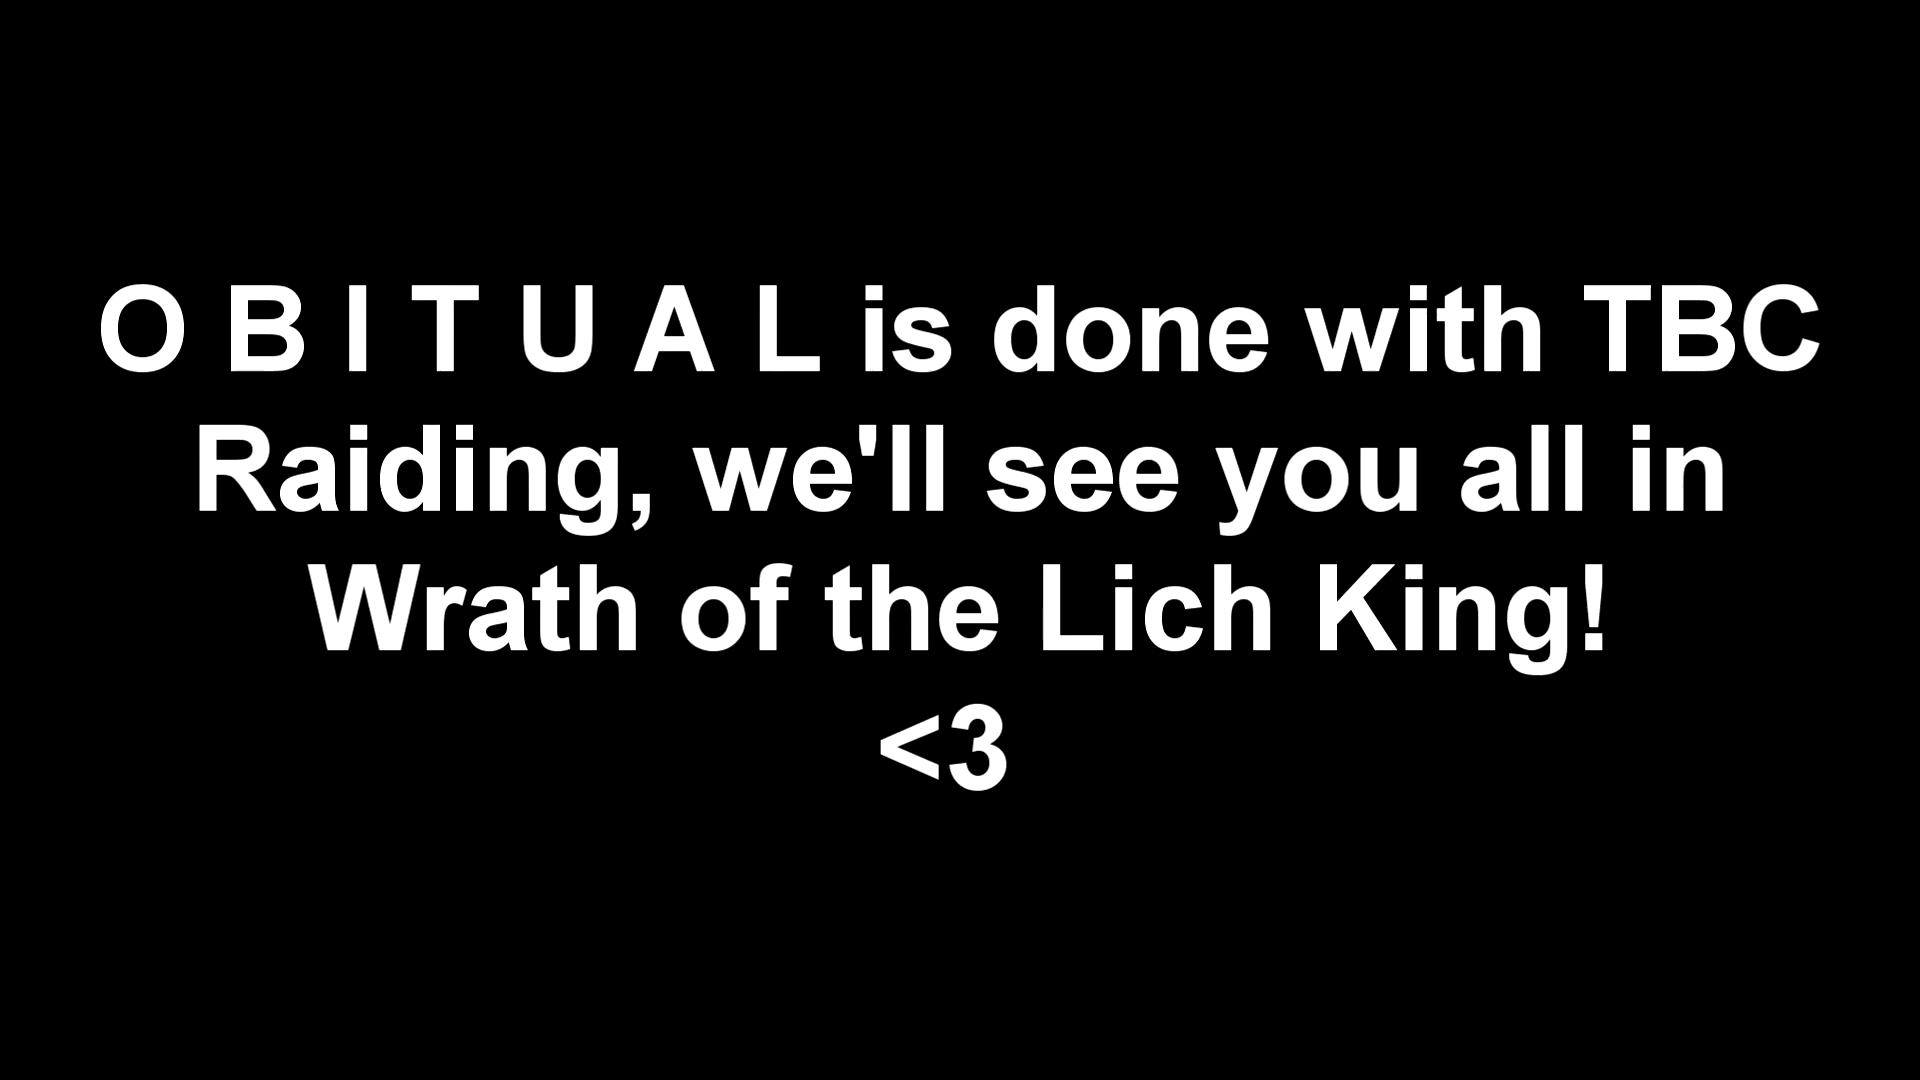 O B I T U A L is done with TBC
Raiding, we'll see you all in
Wrath of the Lich King!
<3